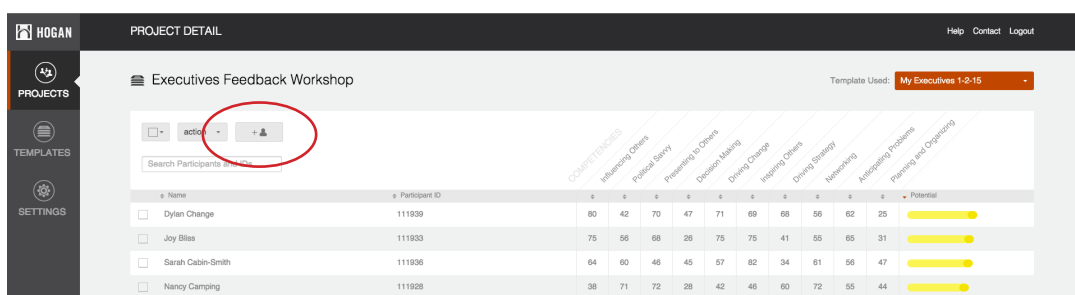 HOGAN
PROJECT DETAIL
Help Contact Logout
PROJECTS
Executives Feedback Workshop
Template Used: My Executives 1-2-15
TEMPLATES
action
+
Search Participants and IDs
COMPETENCIES
Influencing Others
Political Savvy
Presenting to Others
Decision Making
Driving Change
Inspiring Others
Driving Strategy
Networking
Anticipating Problems
Planning and Organizing
SETTINGS
Name Participant ID Potential
Dylan Change 111939 80 42 70 47 71 69 68 56 62 25
Joy Bliss 111933 75 56 68 26 75 75 41 55 65 31
Sarah Cabin-Smith 111936 64 60 46 45 57 82 34 61 56 47
Nancy Camping 111928 38 71 72 28 42 46 60 72 55 44